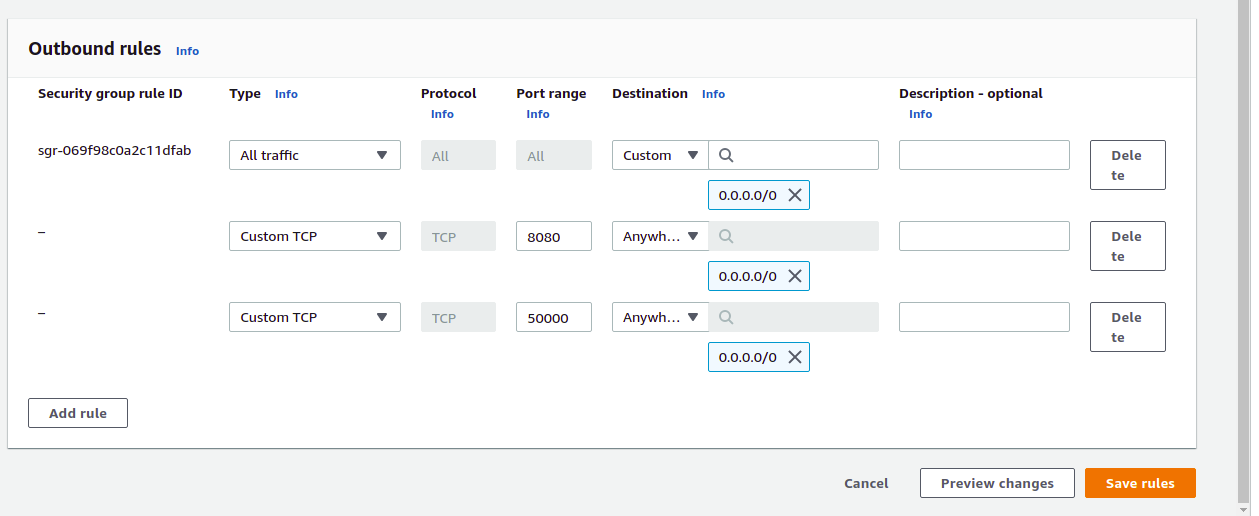 Outbound rules Info
Security group rule ID Type Info Protocol Info Port range Info Destination Info Description - optional Info
sgr-069f98c0a2c11dfab All traffic All All Custom Delete
0.0.0.0/0
– Custom TCP TCP 8080 Anywh... Delete
0.0.0.0/0
– Custom TCP TCP 50000 Anywh... Delete
0.0.0.0/0
Add rule
Cancel Preview changes Save rules